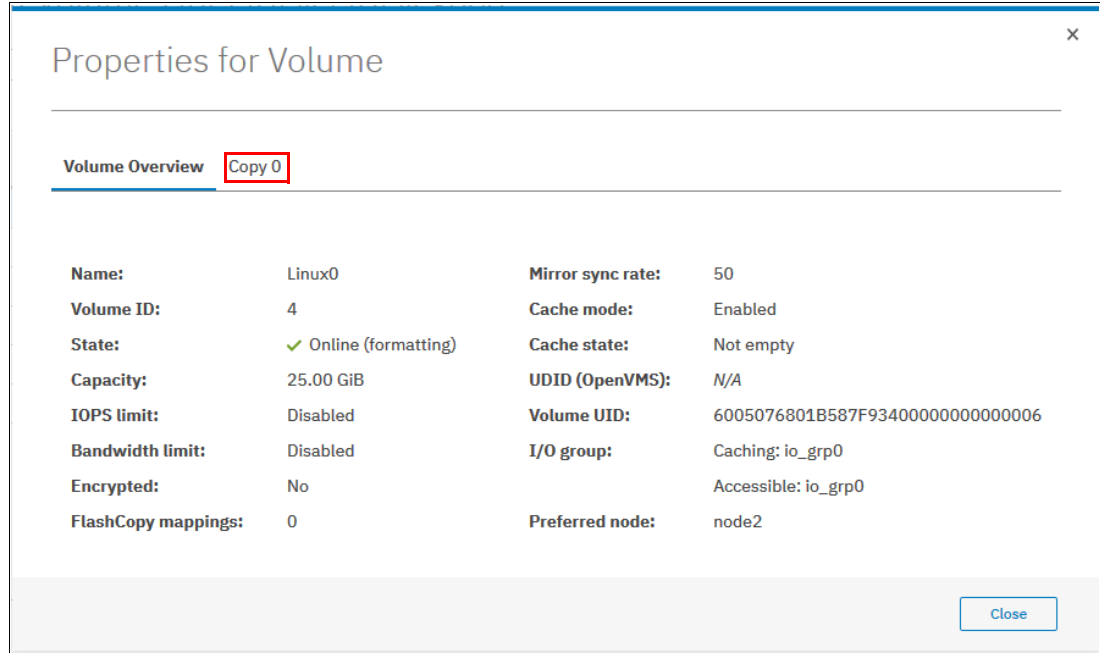 Properties for Volume
Volume Overview Copy 0
Name: Linux0 Mirror sync rate: 50
Volume ID: 4 Cache mode: Enabled
State: Online (formatting) Cache state: Not empty
Capacity: 25.00 GiB UDID (OpenVMS): N/A
IOPS limit: Disabled Volume UID: 6005076801B587F93400000000000006
Bandwidth limit: Disabled I/O group: Caching: io_grp0
Encrypted: No Accessible: io_grp0
FlashCopy mappings: 0 Preferred node: node2
Close